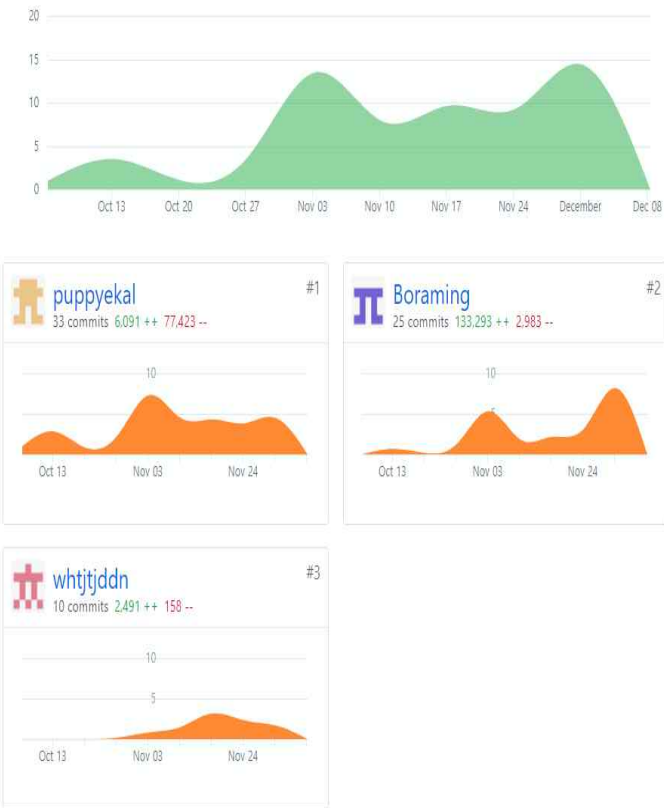 20
15
10
5
0
Oct 13 Oct 20 Oct 27 Nov 03 Nov 10 Nov 17 Nov 24 December Dec 08
puppyekal #1
33 commits 6,091 ++ 77,423 --
10
Oct 13 Nov 03 Nov 24
Boraming #2
25 commits 133,293 ++ 2,983 --
10
5
Oct 13 Nov 03 Nov 24
whtjtjddn #3
10 commits 2,491 ++ 158 --
10
5
Oct 13 Nov 03 Nov 24